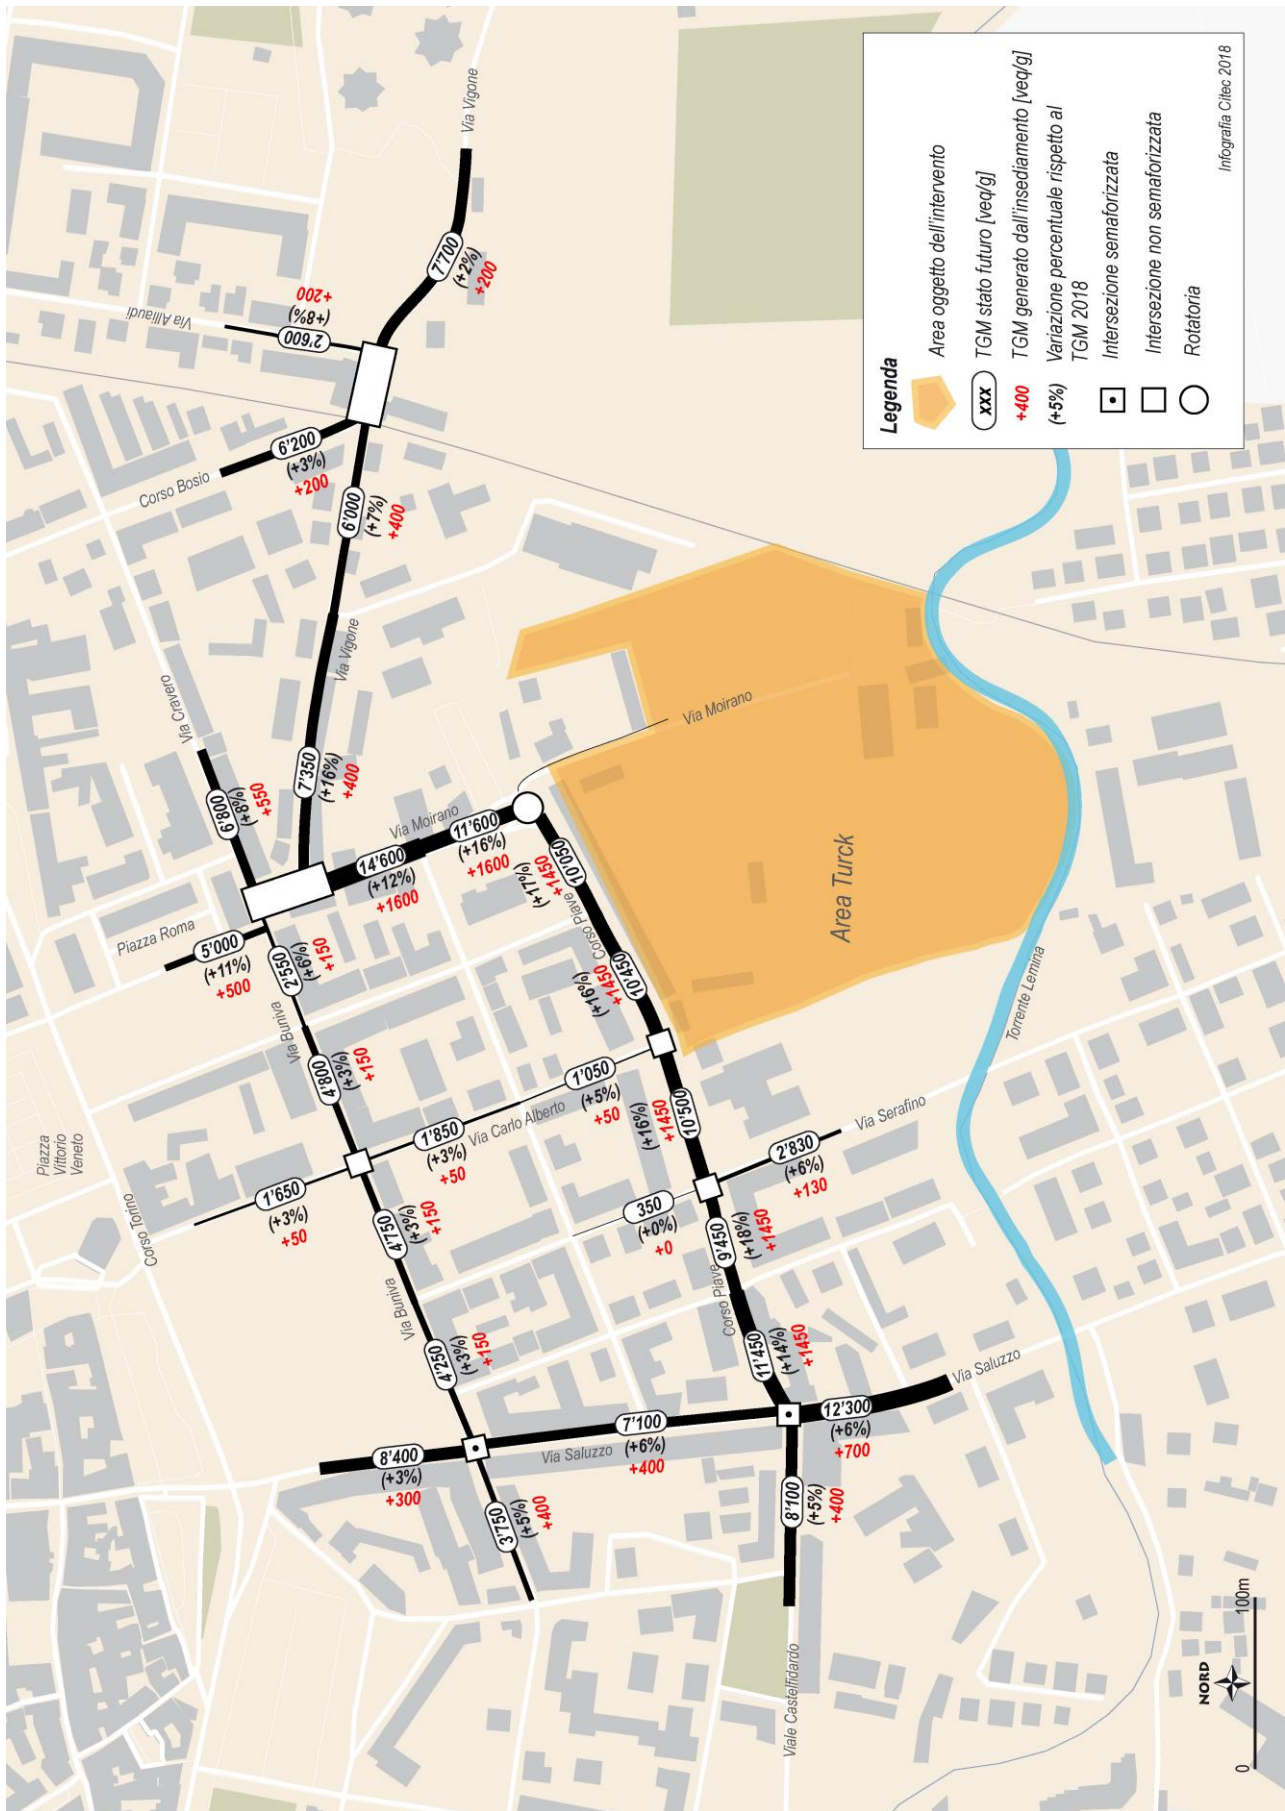 Legenda
Area oggetto dell'intervento
xxx
TGM stato futuro [veq/g]
+400
TGM generato dall'insediamento [veq/g]
(+5%)
Variazione percentuale rispetto al
TGM 2018
Intersezione semaforizzata
Intersezione non semaforizzata
Rotatoria
Infografia Citec 2018
Via Vigone
7'700
(+2%)
+200
Via Alliaudi
2'600
(+8%)
+200
Corso Bosio
6'200
(+3%)
+200
6'000
(+7%)
+400
Via Vigone
7'350
(+16%)
+400
Via Cravero
6'800
(+8%)
+550
Piazza Roma
5'000
(+11%)
+500
Via Moirano
14'600
(+12%)
+1600
11'600
(+16%)
+1600
Via Moirano
Area Turck
Torrente Lemina
10'050
(+17%)
+1450
Corso Piave
10'450
(+16%)
+1450
10'500
(+16%)
+1450
2'550
(+6%)
+150
Via Buniva
4'800
(+3%)
+150
Piazza
Vittorio
Veneto
Corso Torino
1'650
(+3%)
+50
1'850
(+3%)
+50
Via Carlo Alberto
1'050
(+5%)
+50
4'750
(+3%)
+150
Via Buniva
4'250
(+3%)
+150
350
(+0%)
+0
2'830
(+6%)
+130
Via Serafino
9'450
(+18%)
+1450
Corso Piave
11'450
(+14%)
+1450
8'400
(+3%)
+300
Via Saluzzo
7'100
(+6%)
+400
12'300
(+6%)
+700
Via Saluzzo
3'750
(+5%)
+400
8'100
(+5%)
+400
Viale Castelfidardo
NORD
0
100m